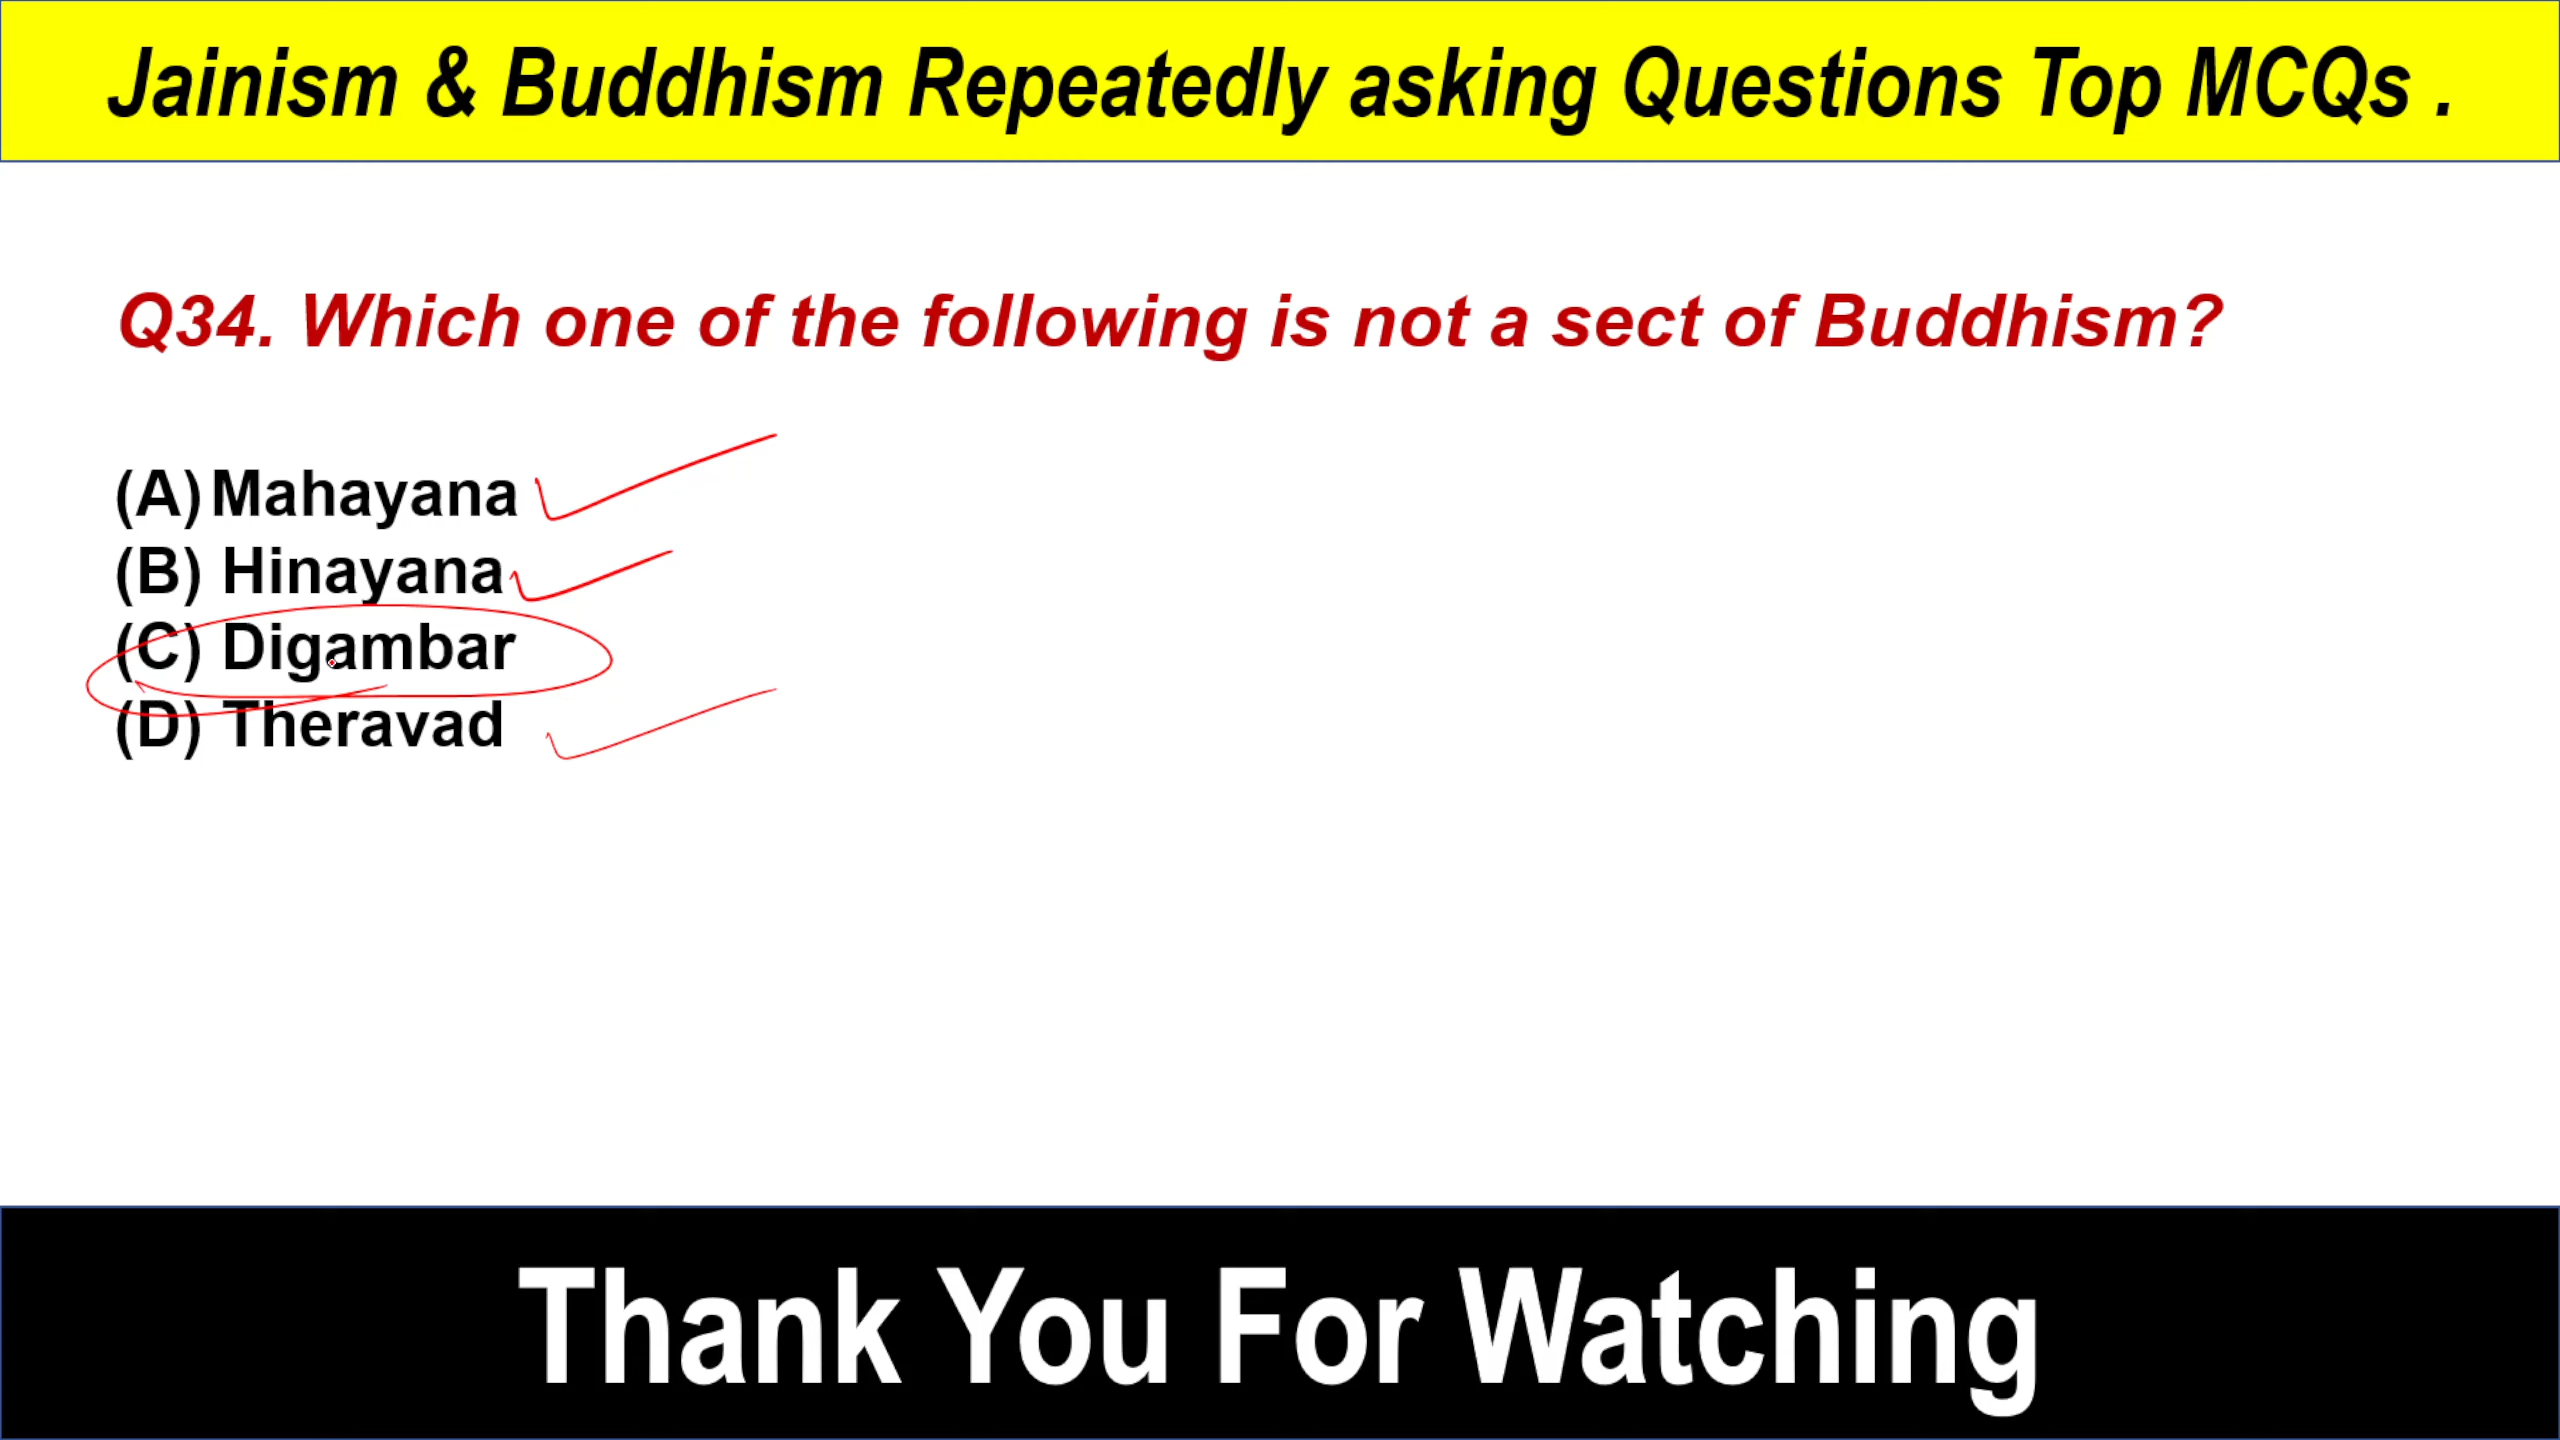 Jainism & Buddhism Repeatedly asking Questions Top MCQs .
Q34. Which one of the following is not a sect of Buddhism?
(A) Mahayana
(B) Hinayana
(C) Digambar
(D) Theravad
Thank You For Watching